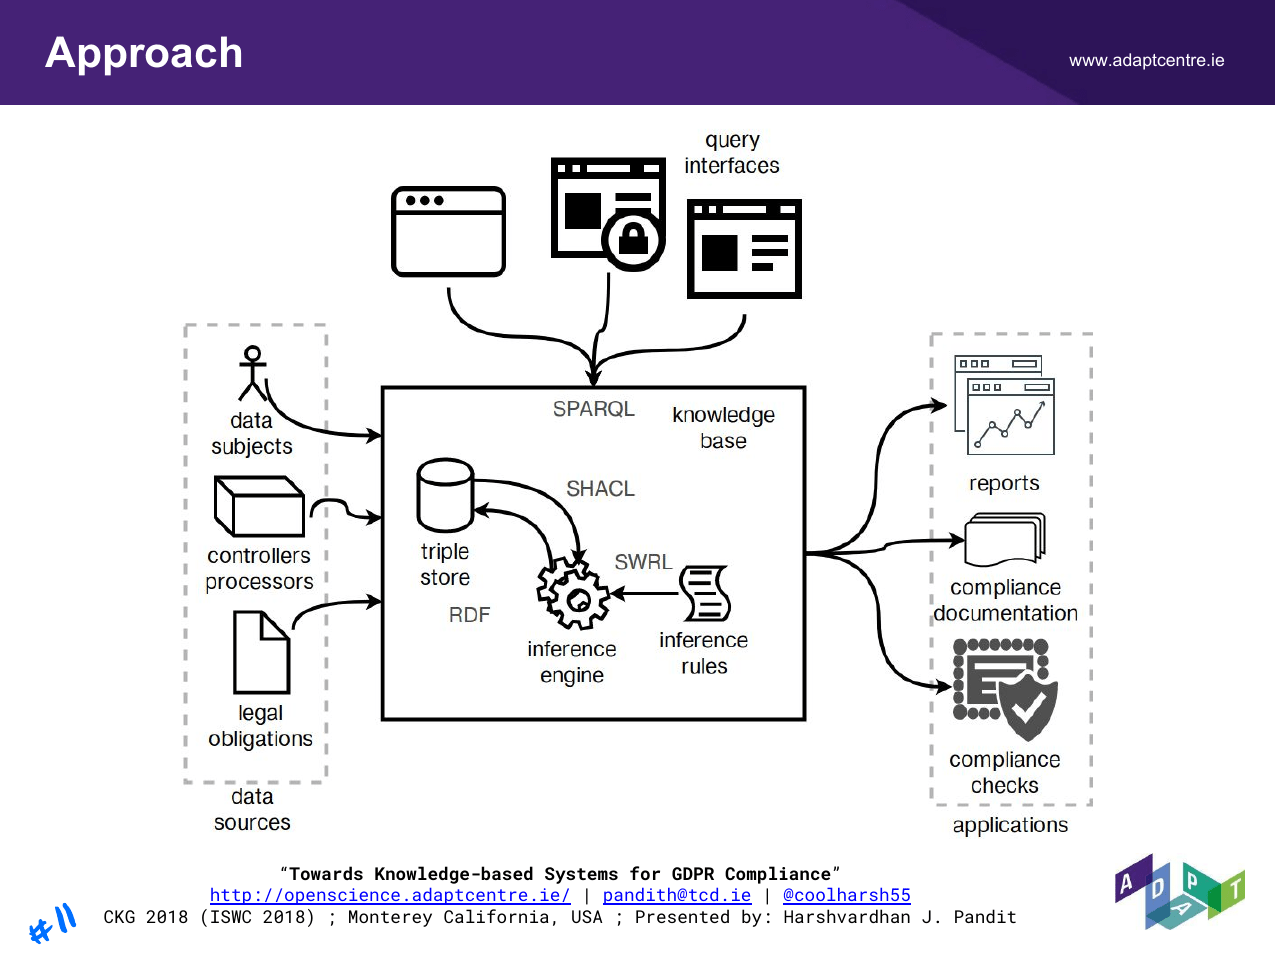 Approach
www.adaptcentre.ie
query
interfaces
SPARQL
knowledge
base
data
subjects
SHACL
reports
controllers
processors
triple
store
SWRL
compliance
documentation
RDF
inference
engine
inference
rules
legal
obligations
compliance
checks
data
sources
applications
“Towards Knowledge-based Systems for GDPR Compliance”
http://openscience.adaptcentre.ie/ | pandith@tcd.ie | @coolharsh55
CKG 2018 (ISWC 2018) ; Monterey California, USA ; Presented by: Harshvardhan J. Pandit
#11
ADAPT